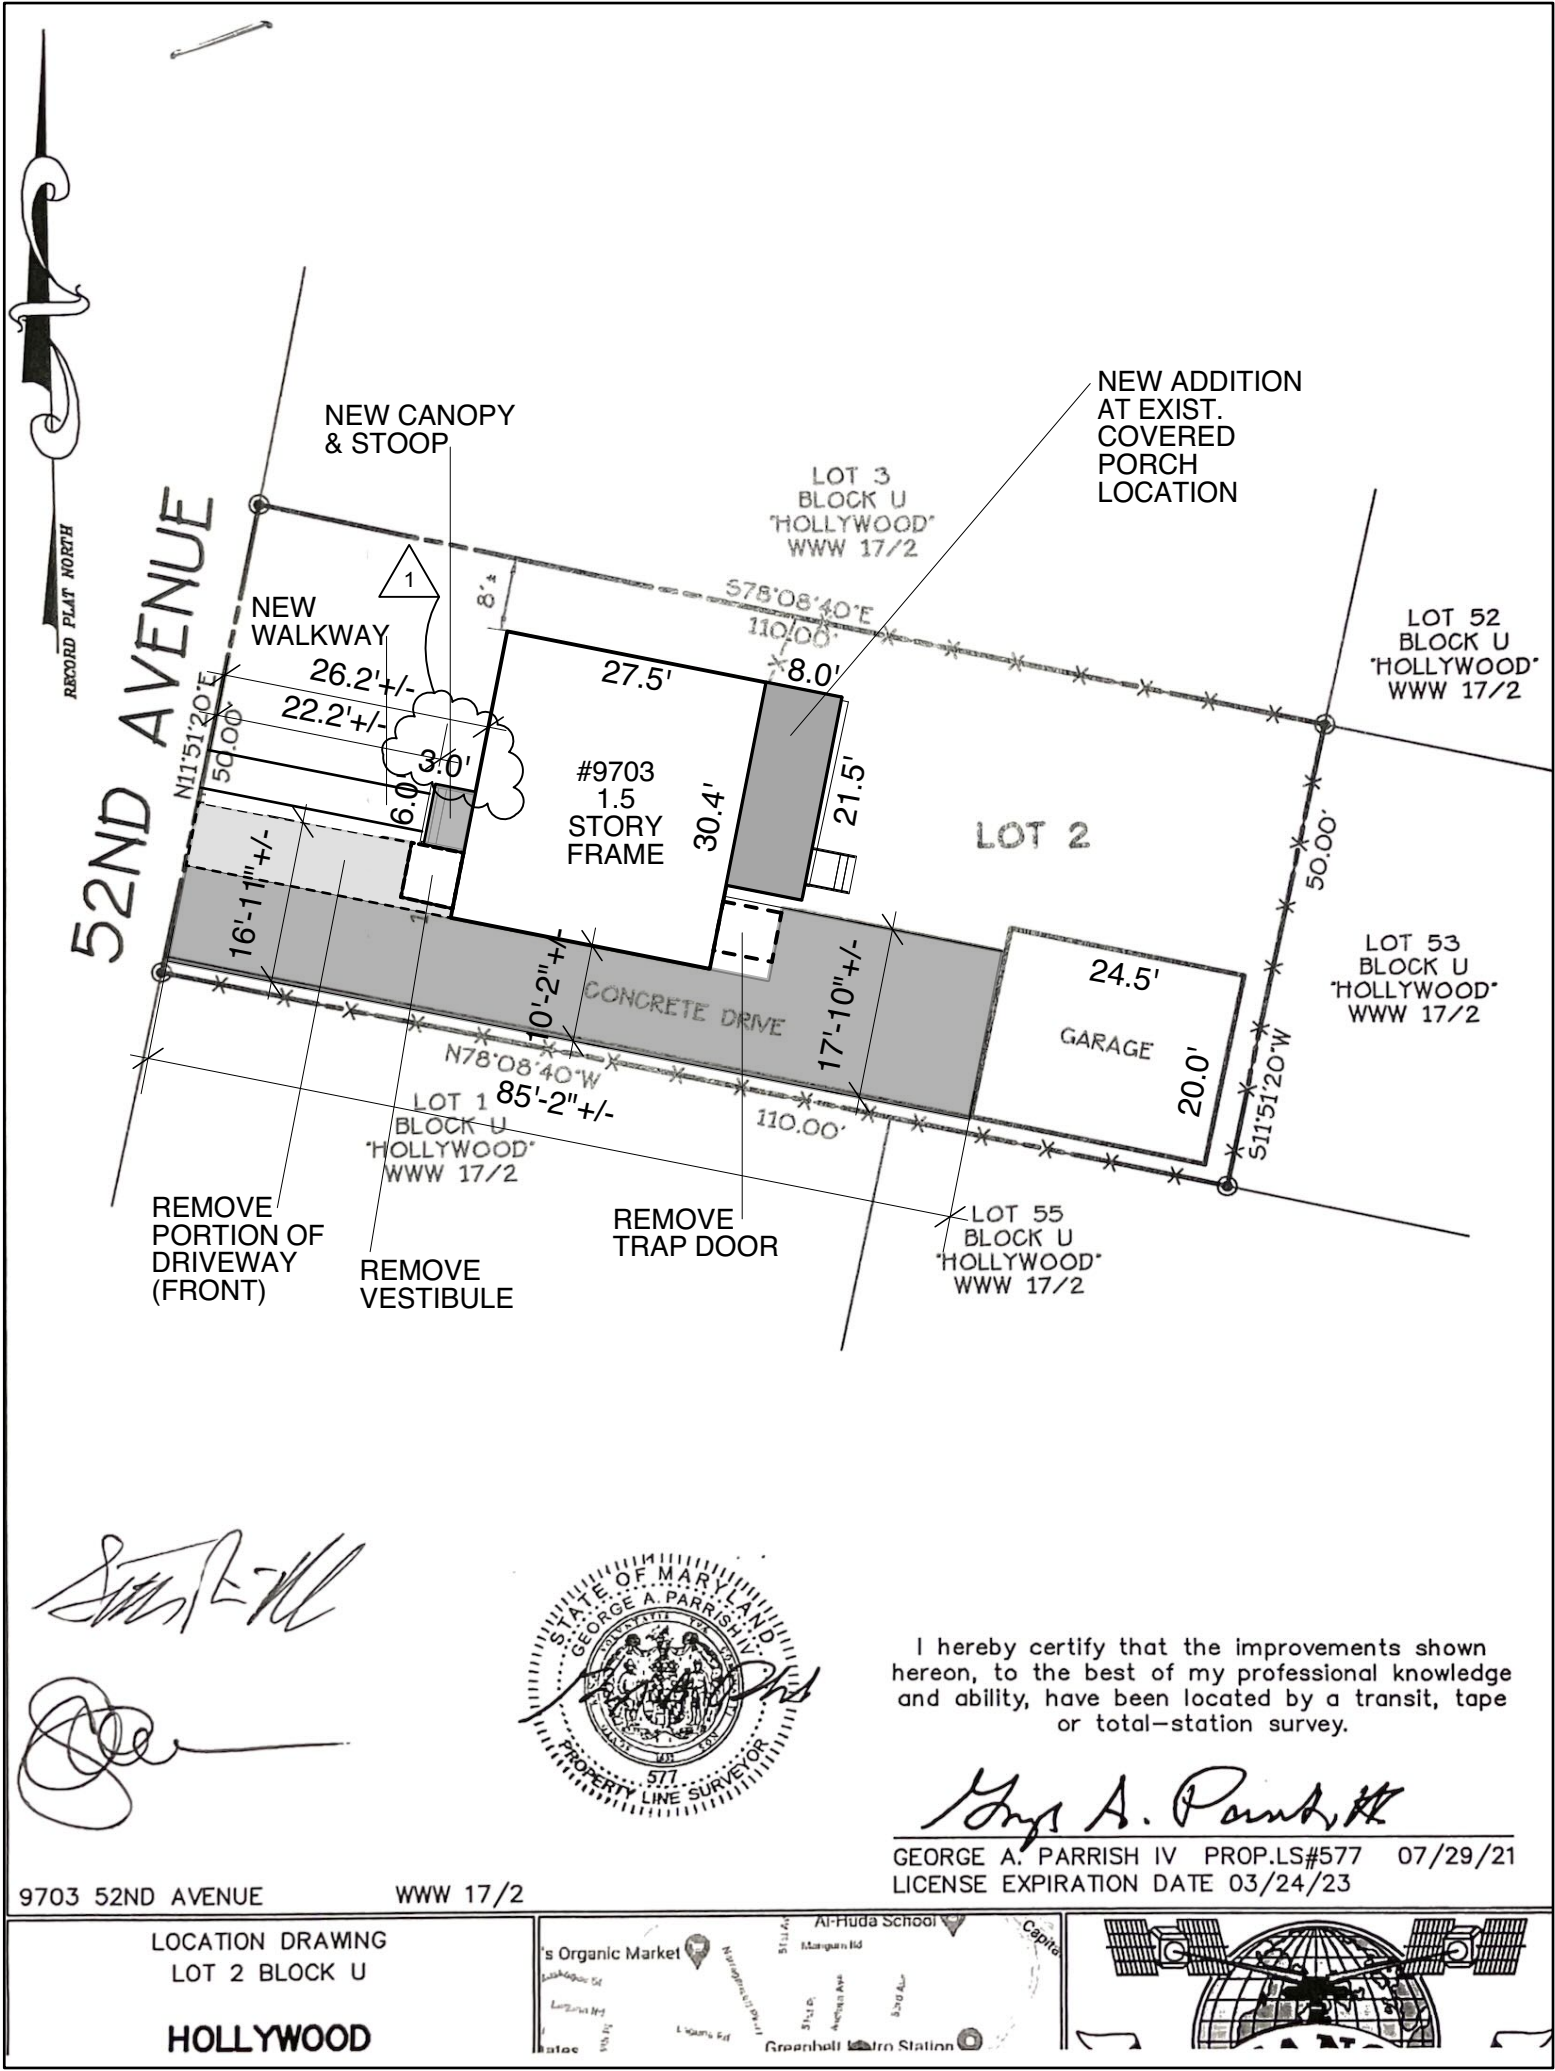 NEW ADDITION
AT EXIST.
COVERED
PORCH
LOCATION
NEW CANOPY
& STOOP
LOT 3
BLOCK U
"HOLLYWOOD"
WWW 17/2
RECORD PLAT NORTH
52ND AVENUE
1
8'±
S78°08'40"E
110.00'
NEW
WALKWAY
LOT 52
BLOCK U
"HOLLYWOOD"
WWW 17/2
26.2'+/-
22.2'+/-
27.5'
8.0'
N11°51'20"E
50.00'
3.0'
6.0'
#9703
1.5
STORY
FRAME
30.4'
21.5'
LOT 2
50.00'
S11°51'20"W
16'-11"+/-
10'-2"+/-
17'-10"+/-
CONCRETE DRIVE
24.5'
GARAGE
20.0'
LOT 53
BLOCK U
"HOLLYWOOD"
WWW 17/2
N78°08'40"W
85'-2"+/-
110.00'
LOT 1
BLOCK U
"HOLLYWOOD"
WWW 17/2
REMOVE
PORTION OF
DRIVEWAY
(FRONT)
REMOVE
VESTIBULE
REMOVE
TRAP DOOR
LOT 55
BLOCK U
"HOLLYWOOD"
WWW 17/2
STATE OF MARYLAND
GEORGE A. PARRISH IV
577
PROPERTY LINE SURVEYOR
I hereby certify that the improvements shown
hereon, to the best of my professional knowledge
and ability, have been located by a transit, tape
or total-station survey.
GEORGE A. PARRISH IV PROP.LS#577 07/29/21
LICENSE EXPIRATION DATE 03/24/23
9703 52ND AVENUE WWW 17/2
LOCATION DRAWING
LOT 2 BLOCK U
HOLLYWOOD
's Organic Market
Al-Huda School
Mangum Rd
Narragansett
53rd Ave
Greenbelt Metro Station